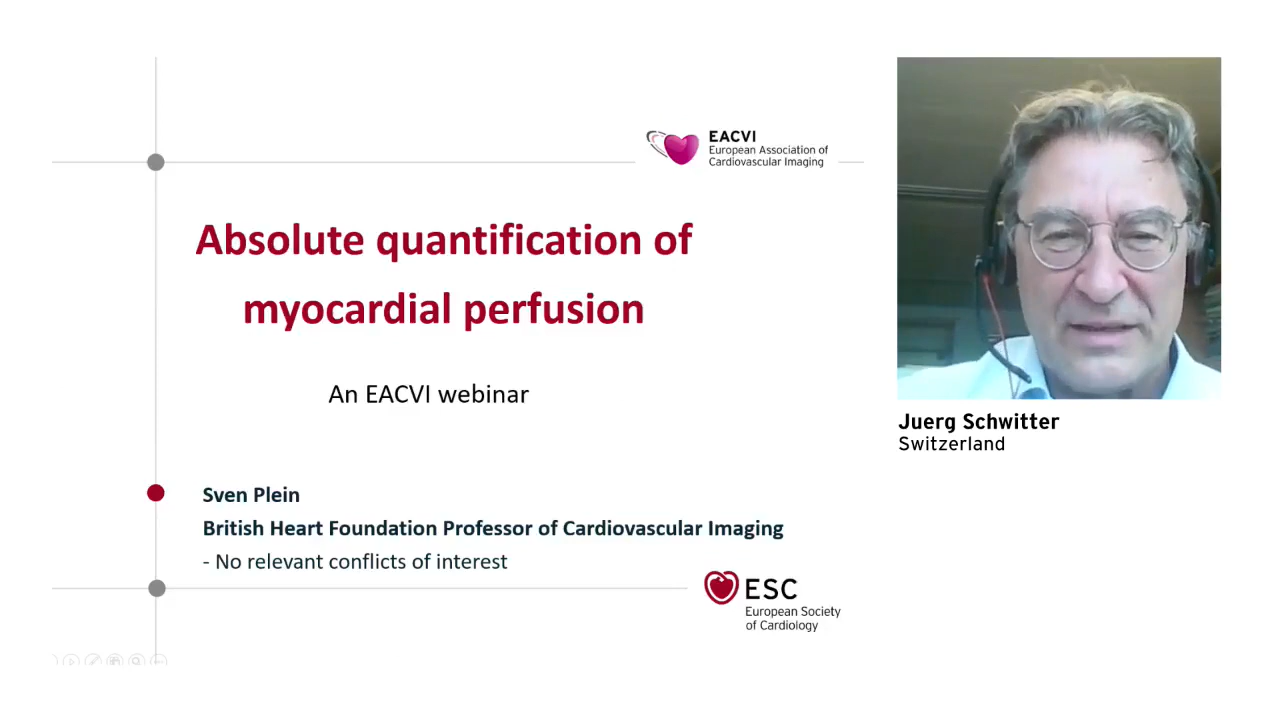 EACVI
European Association of
Cardiovascular Imaging
Absolute quantification of
myocardial perfusion
An EACVI webinar
Sven Plein
British Heart Foundation Professor of Cardiovascular Imaging
- No relevant conflicts of interest
ESC
European Society
of Cardiology
Juerg Schwitter
Switzerland